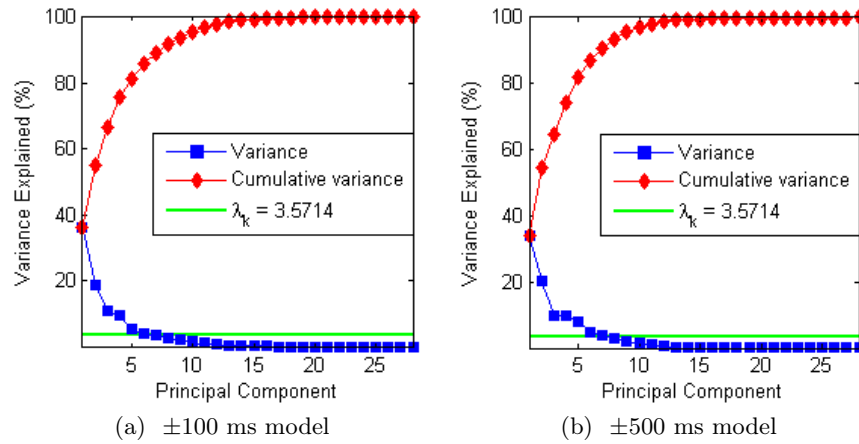 100
80
60
40
20
Variance Explained (%)
Variance
Cumulative variance
λk = 3.5714
5 10 15 20 25
Principal Component
(a) ±100 ms model
100
80
60
40
20
Variance Explained (%)
Variance
Cumulative variance
λk = 3.5714
5 10 15 20 25
Principal Component
(b) ±500 ms model